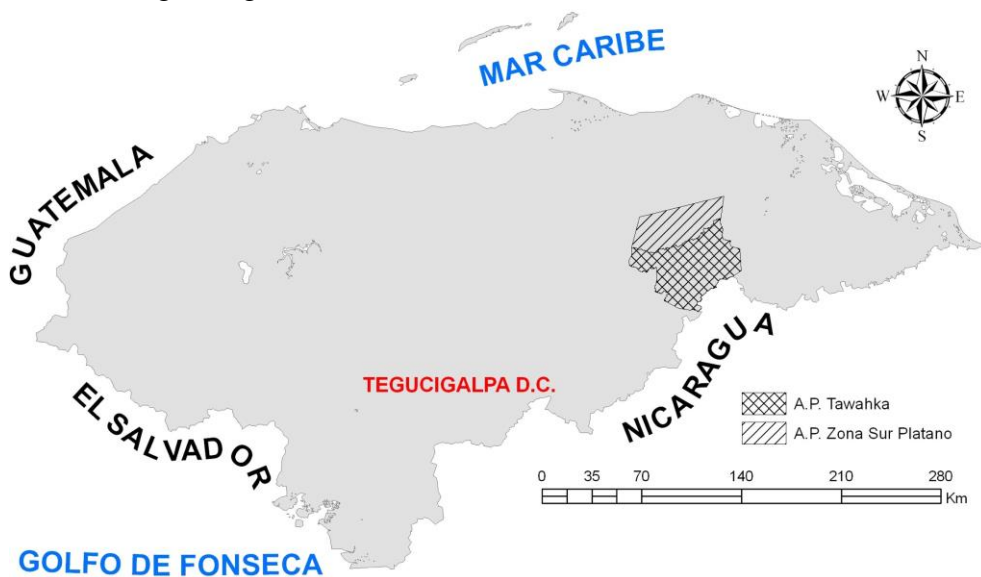 MAR CARIBE
N
W E
S
GUATEMALA
TEGUCIGALPA D.C.
NICARAGUA
EL SALVADOR
A.P. Tawahka
A.P. Zona Sur Platano
0 35 70 140 210 280
Km
GOLFO DE FONSECA